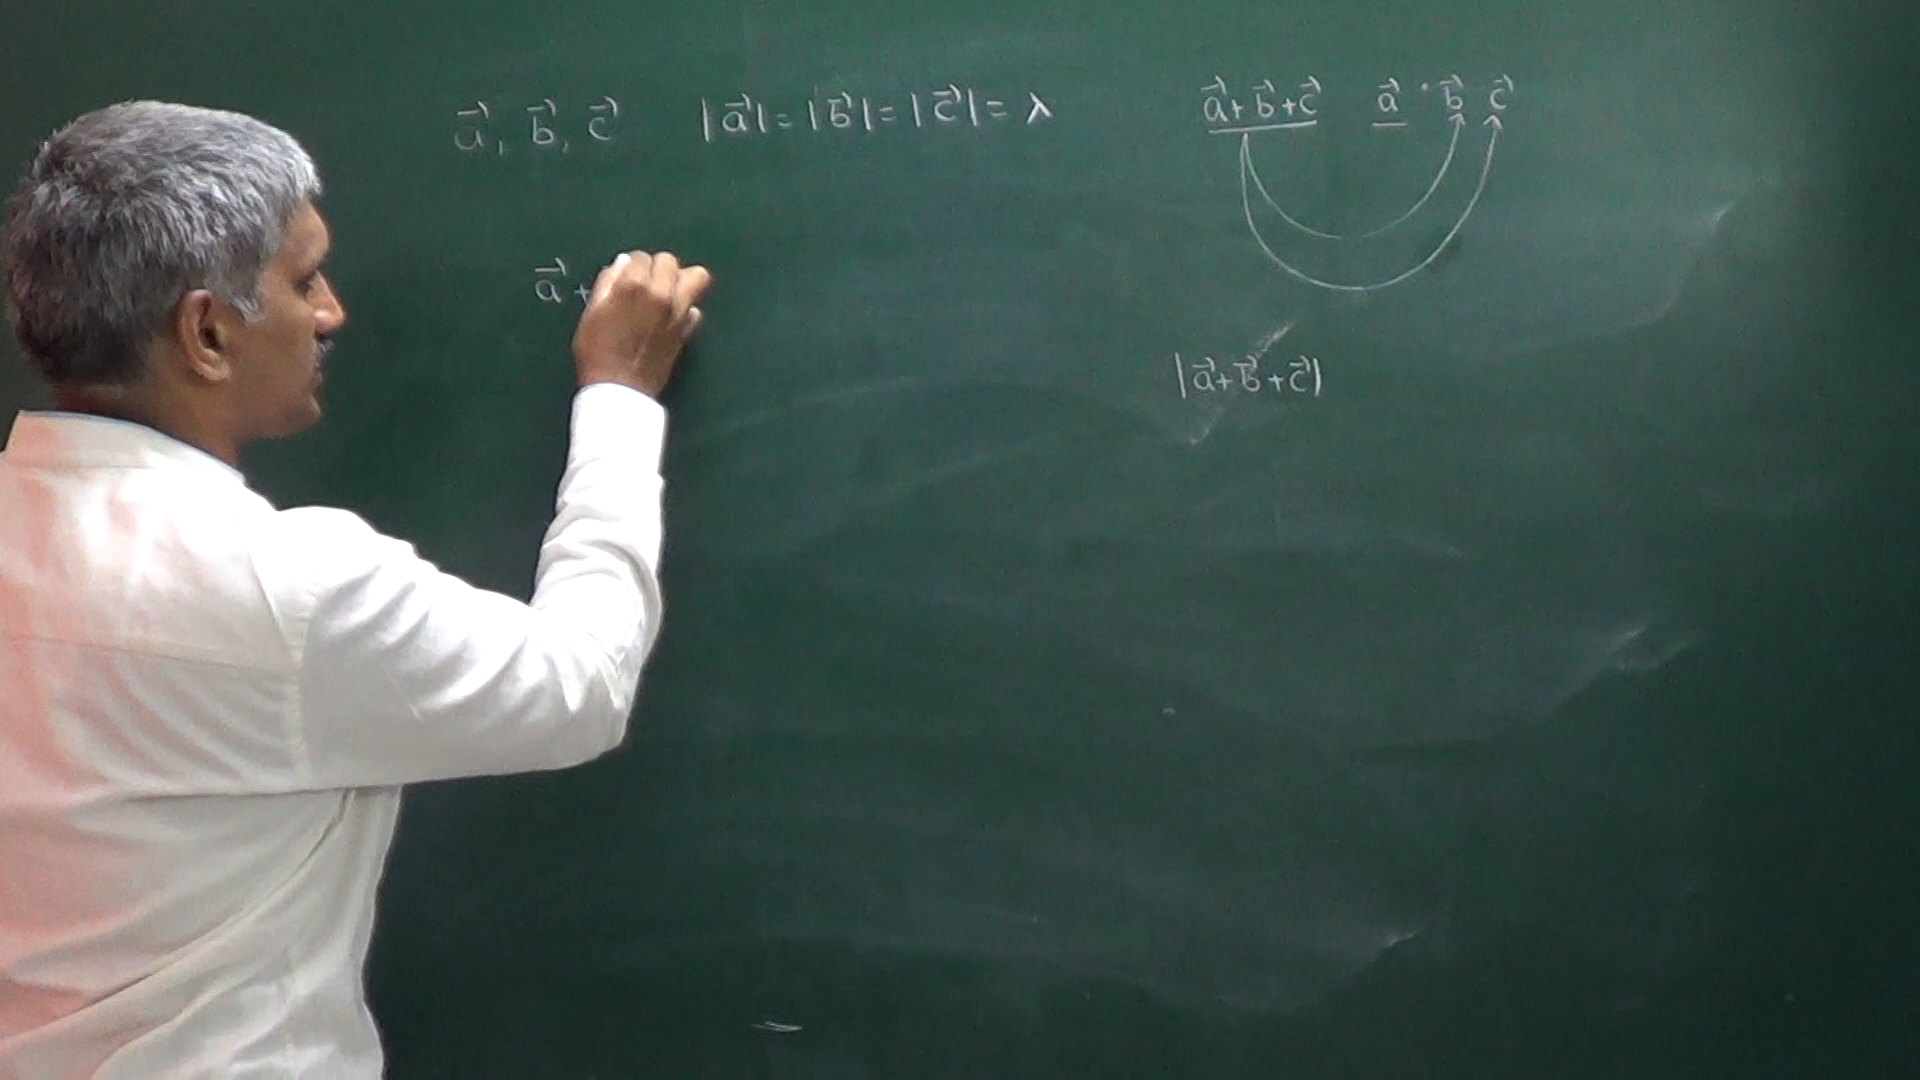 a⃗, b⃗, c⃗ |a⃗| = |b⃗| = |c⃗| = λ
a⃗ + b⃗ + c⃗ a⃗ · b⃗ c⃗
a⃗ +
|a⃗ + b⃗ + c⃗|